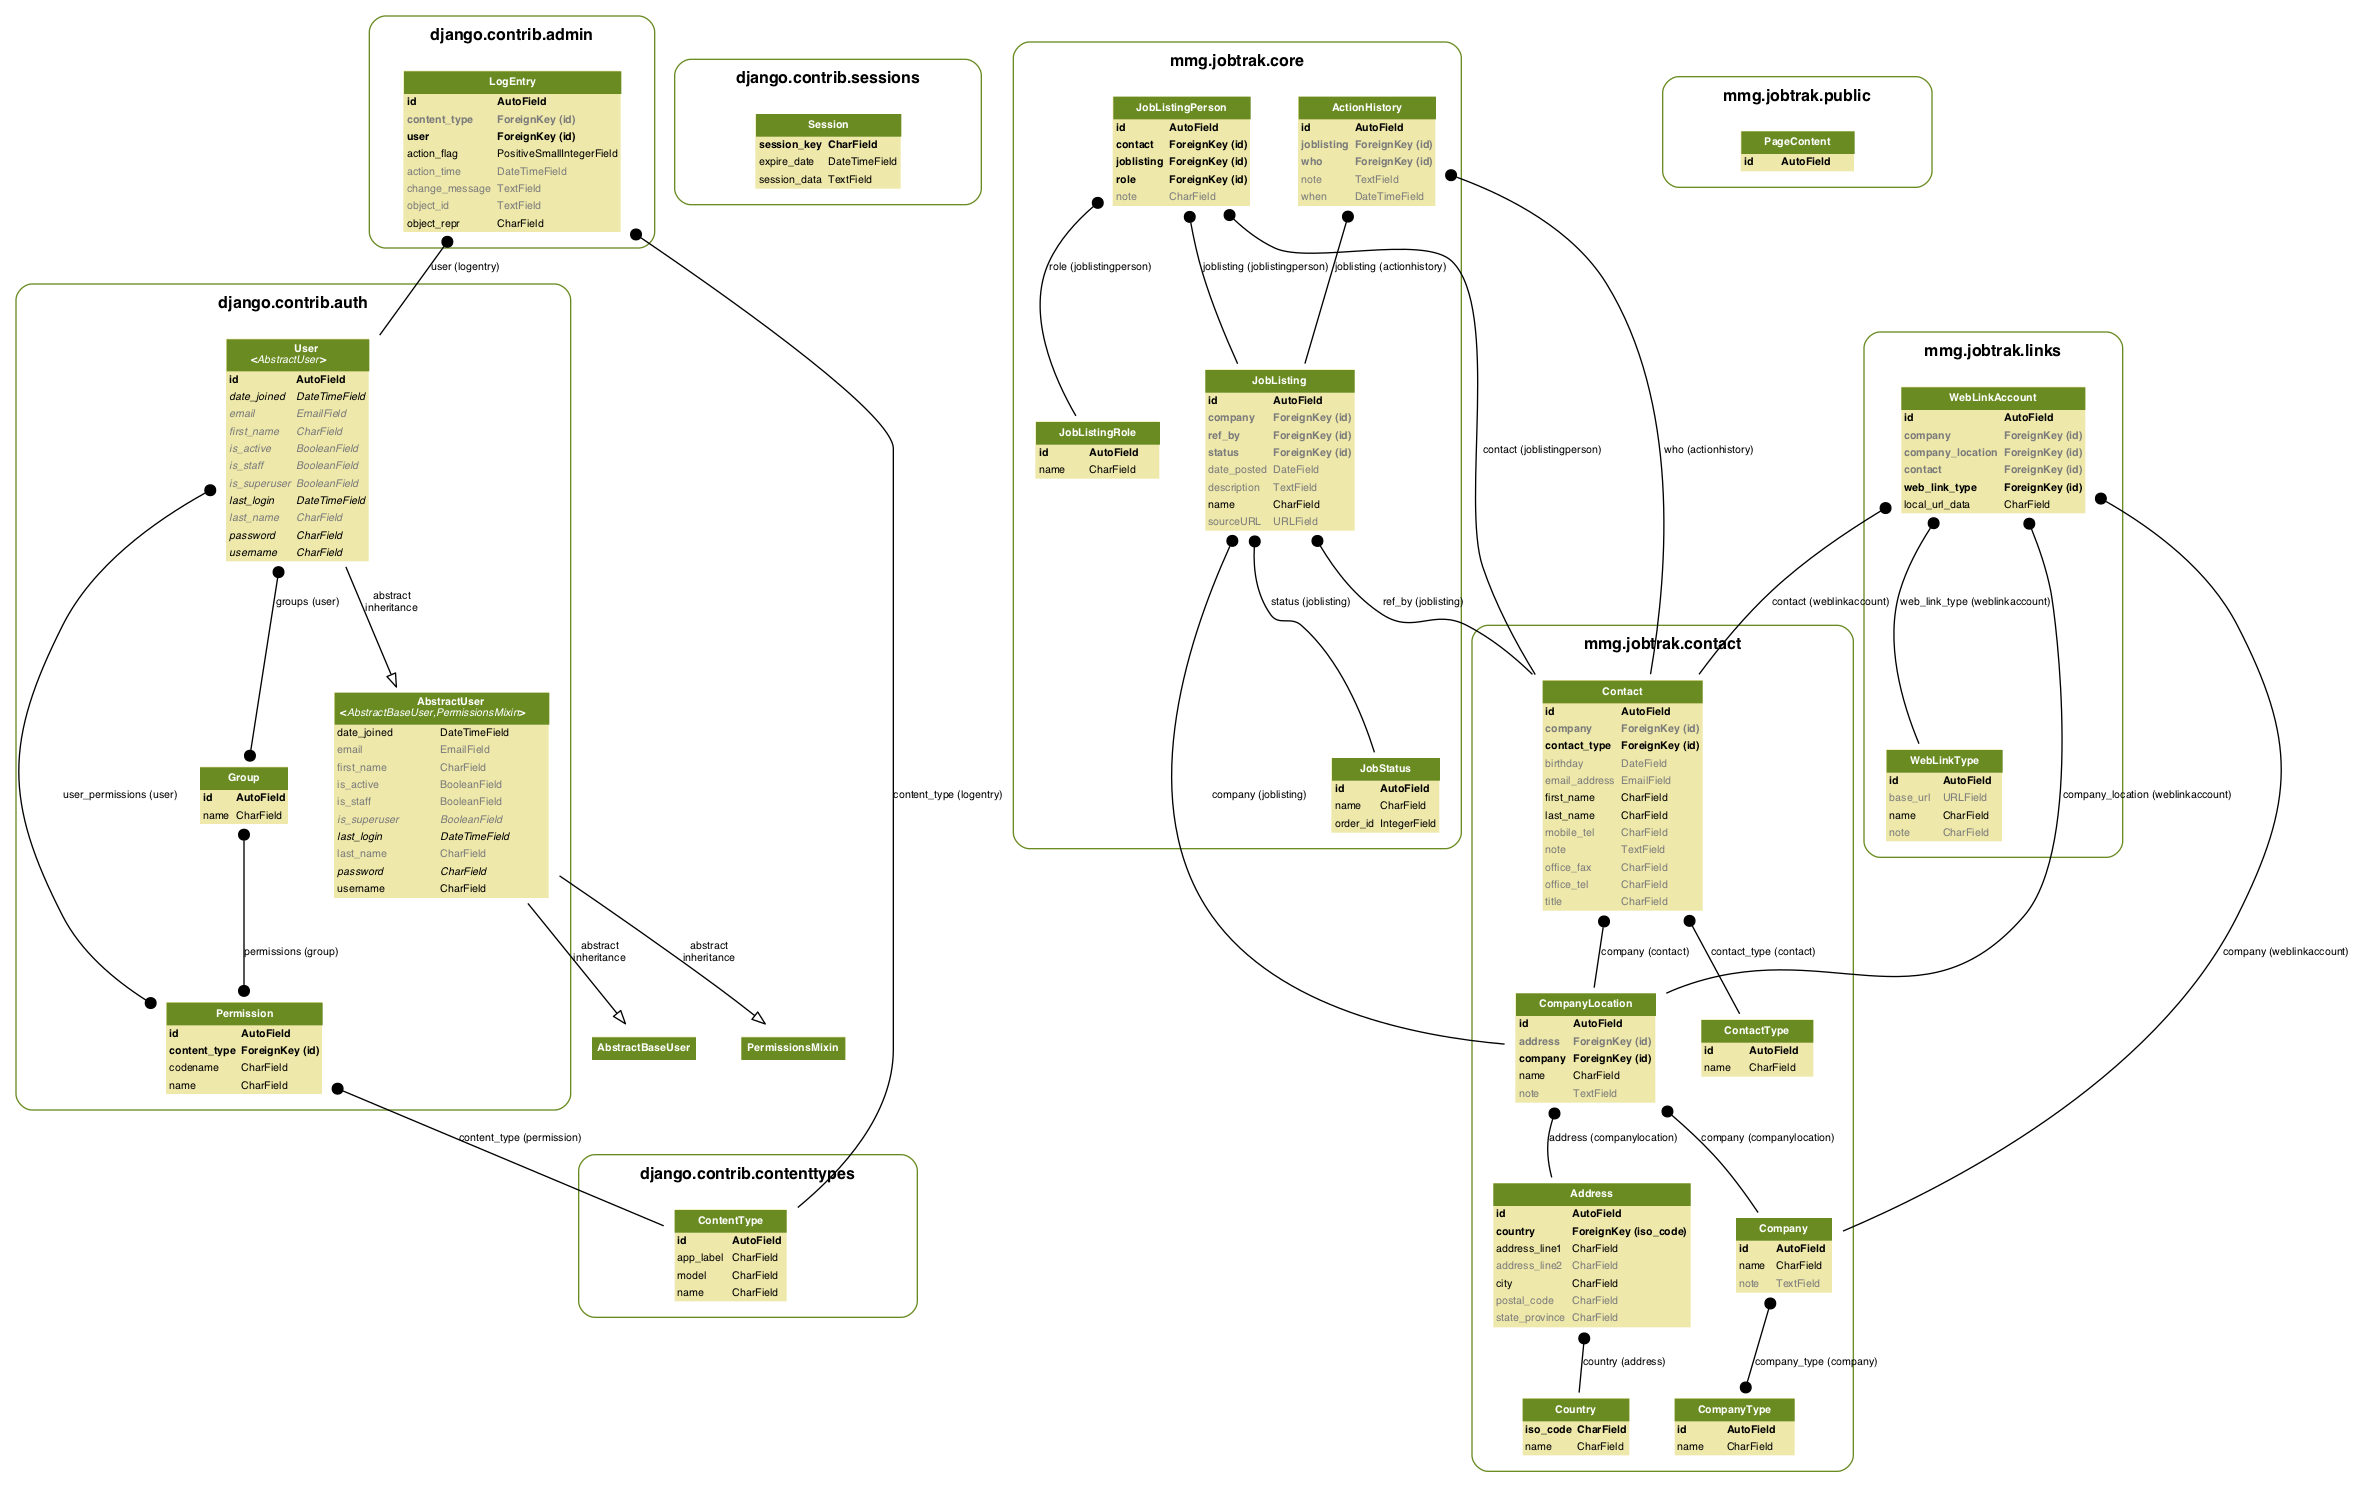 django.contrib.admin
LogEntry
id AutoField
content_type ForeignKey (id)
user ForeignKey (id)
action_flag PositiveSmallIntegerField
action_time DateTimeField
change_message TextField
object_id TextField
object_repr CharField
user (logentry)
content_type (logentry)
django.contrib.sessions
Session
session_key CharField
expire_date DateTimeField
session_data TextField
django.contrib.auth
User
<AbstractUser>
id AutoField
date_joined DateTimeField
email EmailField
first_name CharField
is_active BooleanField
is_staff BooleanField
is_superuser BooleanField
last_login DateTimeField
last_name CharField
password CharField
username CharField
groups (user)
abstract
inheritance
user_permissions (user)
AbstractUser
<AbstractBaseUser,PermissionsMixin>
date_joined DateTimeField
email EmailField
first_name CharField
is_active BooleanField
is_staff BooleanField
is_superuser BooleanField
last_login DateTimeField
last_name CharField
password CharField
username CharField
Group
id AutoField
name CharField
permissions (group)
abstract
inheritance
abstract
inheritance
Permission
id AutoField
content_type ForeignKey (id)
codename CharField
name CharField
AbstractBaseUser
PermissionsMixin
content_type (permission)
django.contrib.contenttypes
ContentType
id AutoField
app_label CharField
model CharField
name CharField
mmg.jobtrak.core
JobListingPerson
id AutoField
contact ForeignKey (id)
joblisting ForeignKey (id)
role ForeignKey (id)
note CharField
ActionHistory
id AutoField
joblisting ForeignKey (id)
who ForeignKey (id)
note TextField
when DateTimeField
role (joblistingperson)
joblisting (joblistingperson)
joblisting (actionhistory)
contact (joblistingperson)
who (actionhistory)
JobListing
id AutoField
company ForeignKey (id)
ref_by ForeignKey (id)
status ForeignKey (id)
date_posted DateField
description TextField
name CharField
sourceURL URLField
JobListingRole
id AutoField
name CharField
status (joblisting)
ref_by (joblisting)
company (joblisting)
JobStatus
id AutoField
name CharField
order_id IntegerField
mmg.jobtrak.public
PageContent
id AutoField
mmg.jobtrak.links
WebLinkAccount
id AutoField
company ForeignKey (id)
company_location ForeignKey (id)
contact ForeignKey (id)
web_link_type ForeignKey (id)
local_url_data CharField
contact (weblinkaccount)
web_link_type (weblinkaccount)
company_location (weblinkaccount)
company (weblinkaccount)
WebLinkType
id AutoField
base_url URLField
name CharField
note CharField
mmg.jobtrak.contact
Contact
id AutoField
company ForeignKey (id)
contact_type ForeignKey (id)
birthday DateField
email_address EmailField
first_name CharField
last_name CharField
mobile_tel CharField
note TextField
office_fax CharField
office_tel CharField
title CharField
company (contact)
contact_type (contact)
CompanyLocation
id AutoField
address ForeignKey (id)
company ForeignKey (id)
name CharField
note TextField
ContactType
id AutoField
name CharField
address (companylocation)
company (companylocation)
Address
id AutoField
country ForeignKey (iso_code)
address_line1 CharField
address_line2 CharField
city CharField
postal_code CharField
state_province CharField
Company
id AutoField
name CharField
note TextField
country (address)
company_type (company)
Country
iso_code CharField
name CharField
CompanyType
id AutoField
name CharField